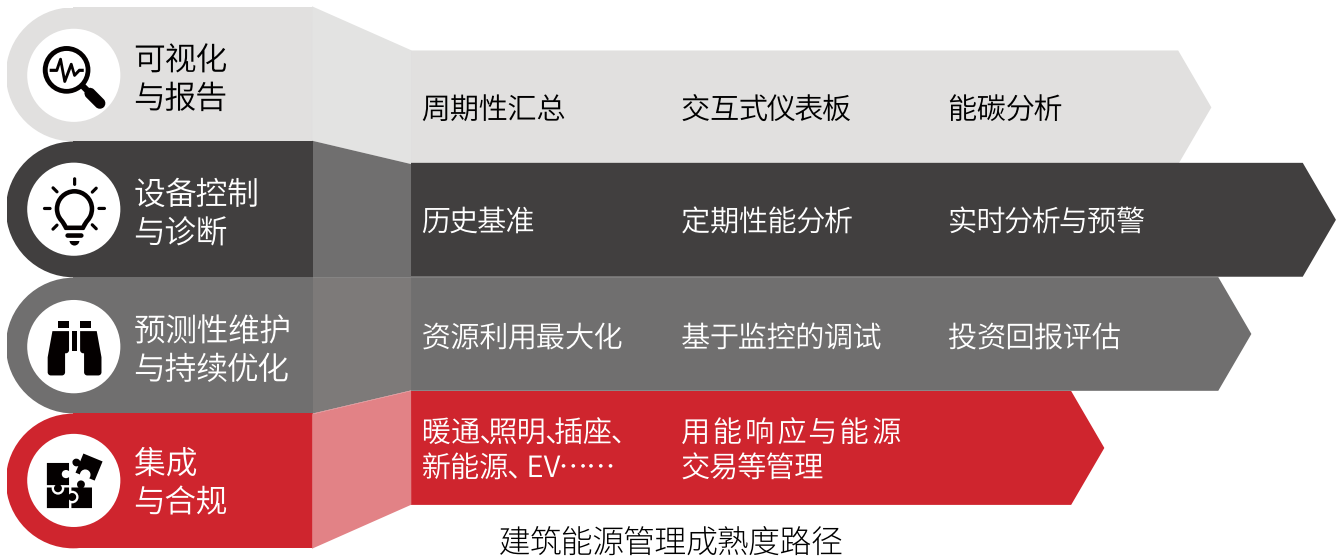 可视化
与报告
周期性汇总
交互式仪表板
能碳分析
设备控制
与诊断
历史基准
定期性能分析
实时分析与预警
预测性维护
与持续优化
资源利用最大化
基于监控的调试
投资回报评估
集成
与合规
暖通、照明、插座、
新能源、EV……
用能响应与能源
交易等管理
建筑能源管理成熟度路径